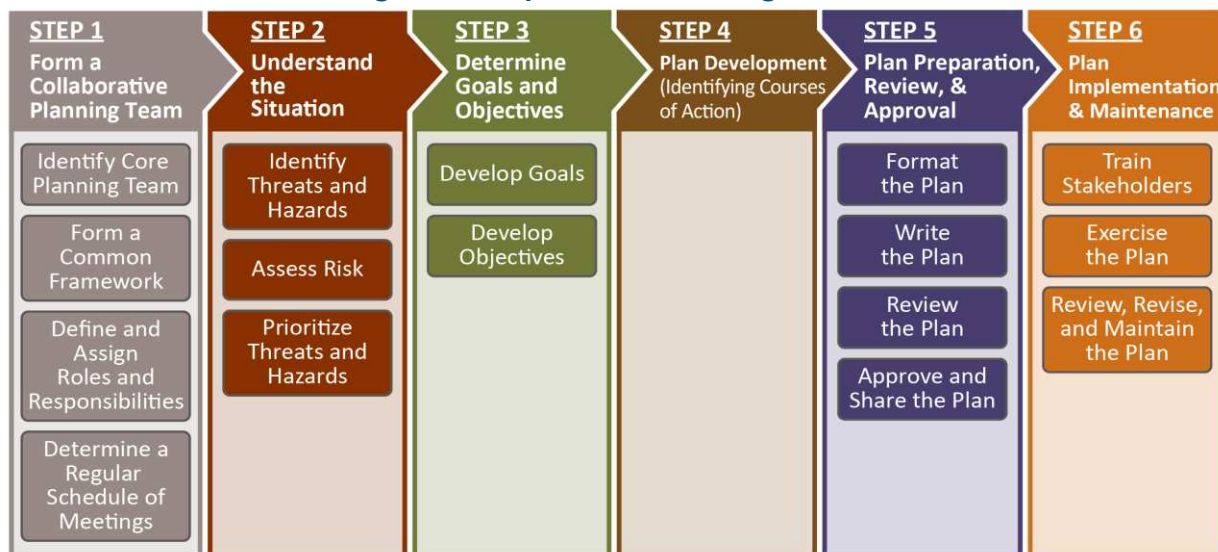 STEP 1
Form a
Collaborative
Planning Team
Identify Core
Planning Team
Form a
Common
Framework
Define and
Assign
Roles and
Responsibilities
Determine a
Regular
Schedule of
Meetings
STEP 2
Understand
the
Situation
Identify
Threats and
Hazards
Assess Risk
Prioritize
Threats and
Hazards
STEP 3
Determine
Goals and
Objectives
Develop Goals
Develop
Objectives
STEP 4
Plan Development
(Identifying Courses
of Action)
STEP 5
Plan Preparation,
Review, &
Approval
Format
the Plan
Write
the Plan
Review
the Plan
Approve and
Share the Plan
STEP 6
Plan
Implementation
& Maintenance
Train
Stakeholders
Exercise
the Plan
Review, Revise,
and Maintain
the Plan